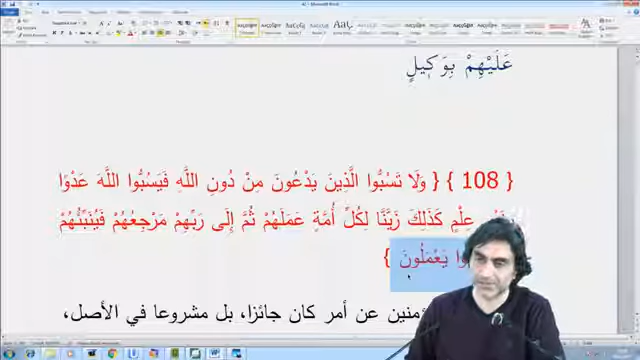 عَلَيْهِمْ بِوَكِيلٍ
{ 108 } { وَلَا تَسُبُّوا الَّذِينَ يَدْعُونَ مِنْ دُونِ اللَّهِ فَيَسُبُّوا اللَّهَ عَدْوًا
عِلْمٍ كَذَلِكَ زَيَّنَّا لِكُلِّ أُمَّةٍ عَمَلَهُمْ ثُمَّ إِلَى رَبِّهِمْ مَرْجِعُهُمْ فَيُنَبِّئُهُمْ
يَعْمَلُونَ }
عن أمر كان جائزا، بل مشروعا في الأصل،